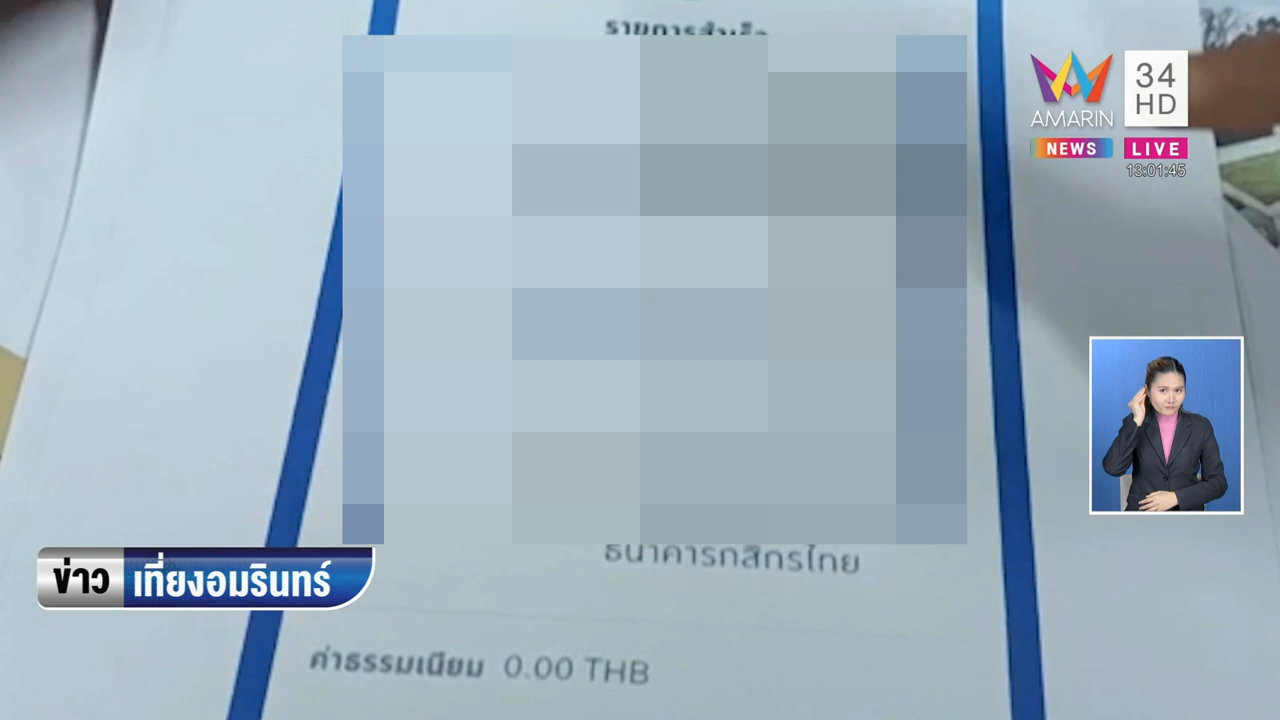 รายการสำเร็จ
34
HD
AMARIN
NEWS LIVE
13:01:45
ธนาคารกสิกรไทย
ข่าว เที่ยงอมรินทร์
ค่าธรรมเนียม 0.00 THB